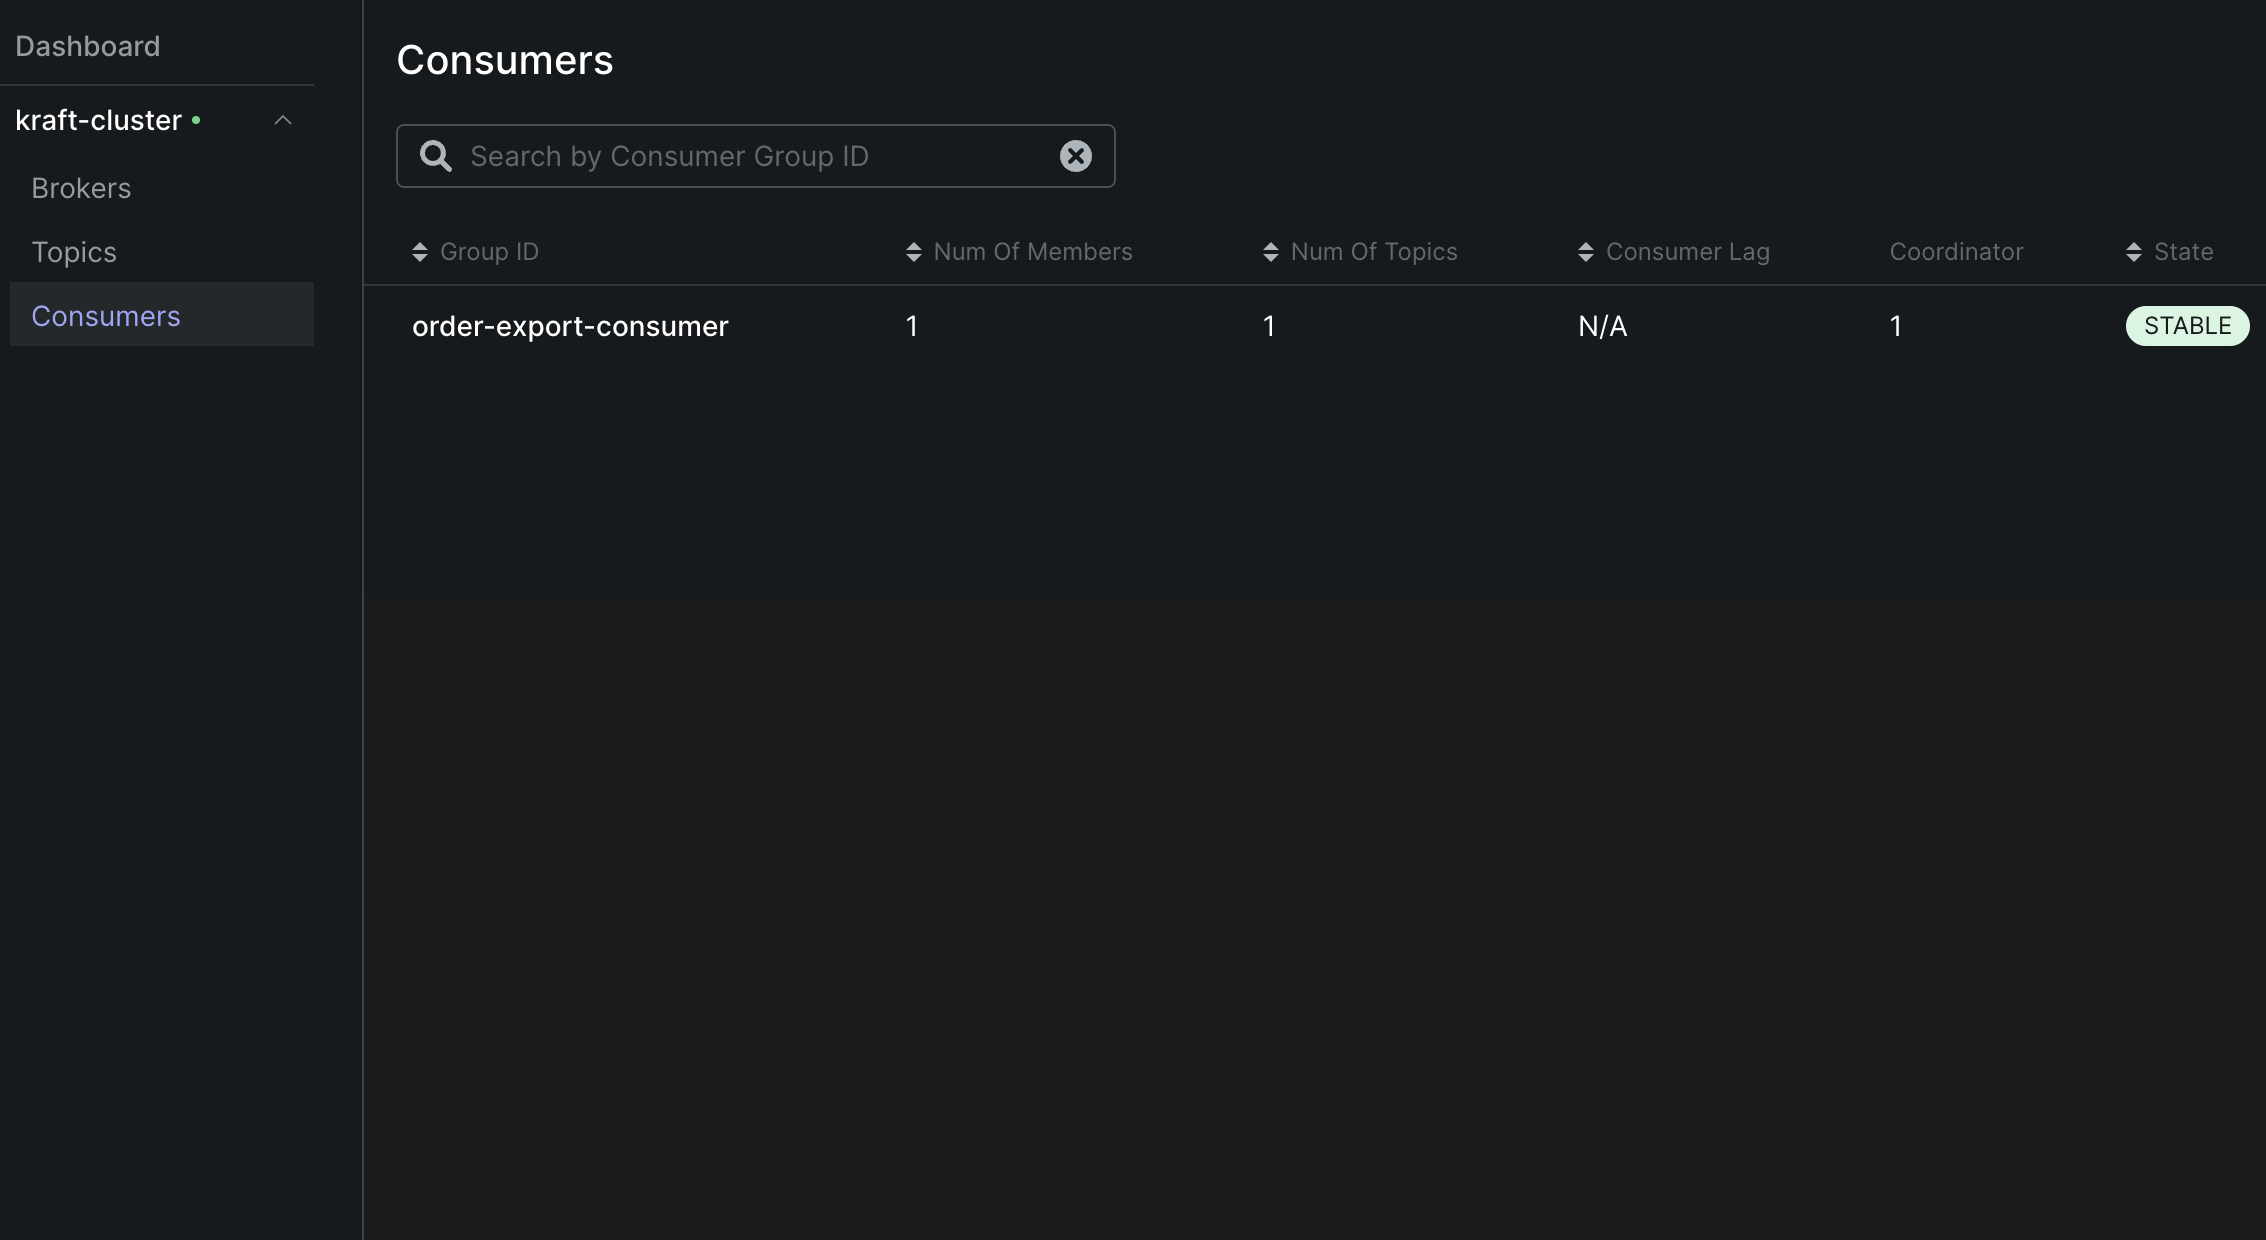 Dashboard
kraft-cluster
Brokers
Topics
Consumers
Consumers
Search by Consumer Group ID
Group ID Num Of Members Num Of Topics Consumer Lag Coordinator State
order-export-consumer 1 1 N/A 1 STABLE